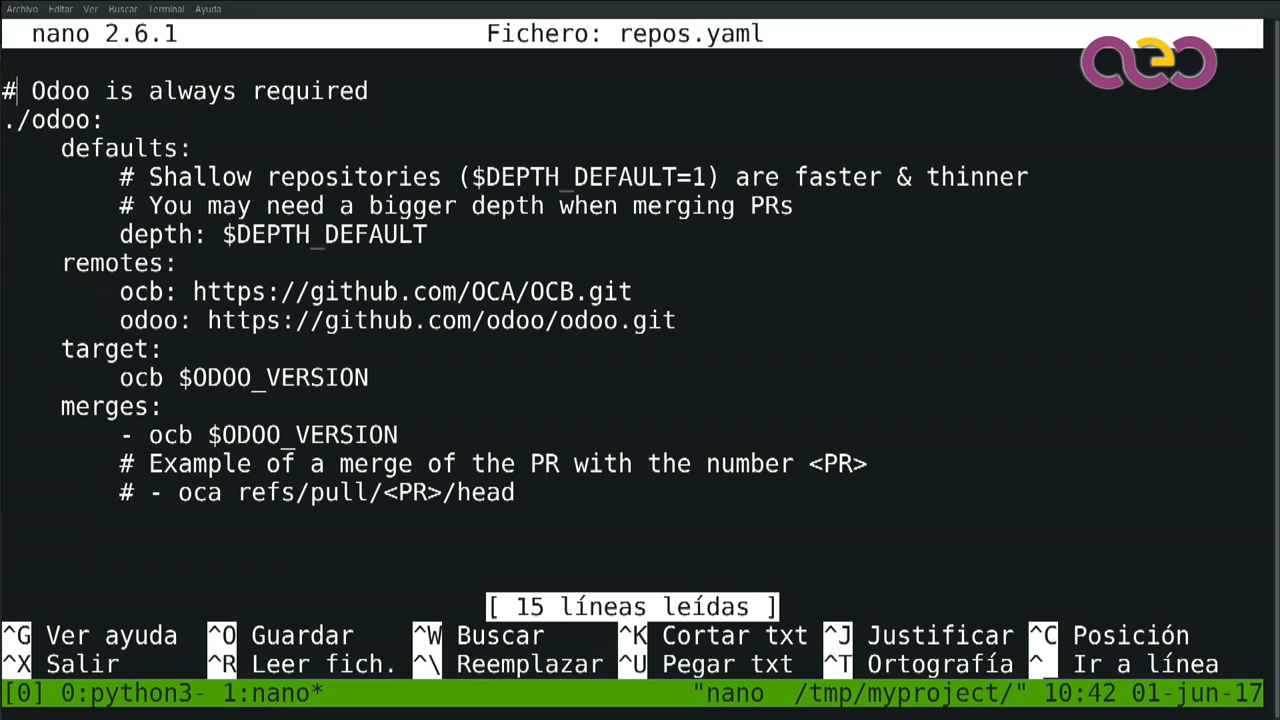 Archivo Editar Ver Buscar Terminal Ayuda
nano 2.6.1 Fichero: repos.yaml
# Odoo is always required
./odoo:
    defaults:
        # Shallow repositories ($DEPTH_DEFAULT=1) are faster & thinner
        # You may need a bigger depth when merging PRs
        depth: $DEPTH_DEFAULT
    remotes:
        ocb: https://github.com/OCA/OCB.git
        odoo: https://github.com/odoo/odoo.git
    target:
        ocb $ODOO_VERSION
    merges:
        - ocb $ODOO_VERSION
        # Example of a merge of the PR with the number <PR>
        # - oca refs/pull/<PR>/head
[ 15 líneas leídas ]
^G Ver ayuda ^O Guardar ^W Buscar ^K Cortar txt ^J Justificar ^C Posición
^X Salir ^R Leer fich. ^\ Reemplazar ^U Pegar txt ^T Ortografía ^_ Ir a línea
[0] 0:python3- 1:nano* "nano  /tmp/myproject/" 10:42 01-jun-17